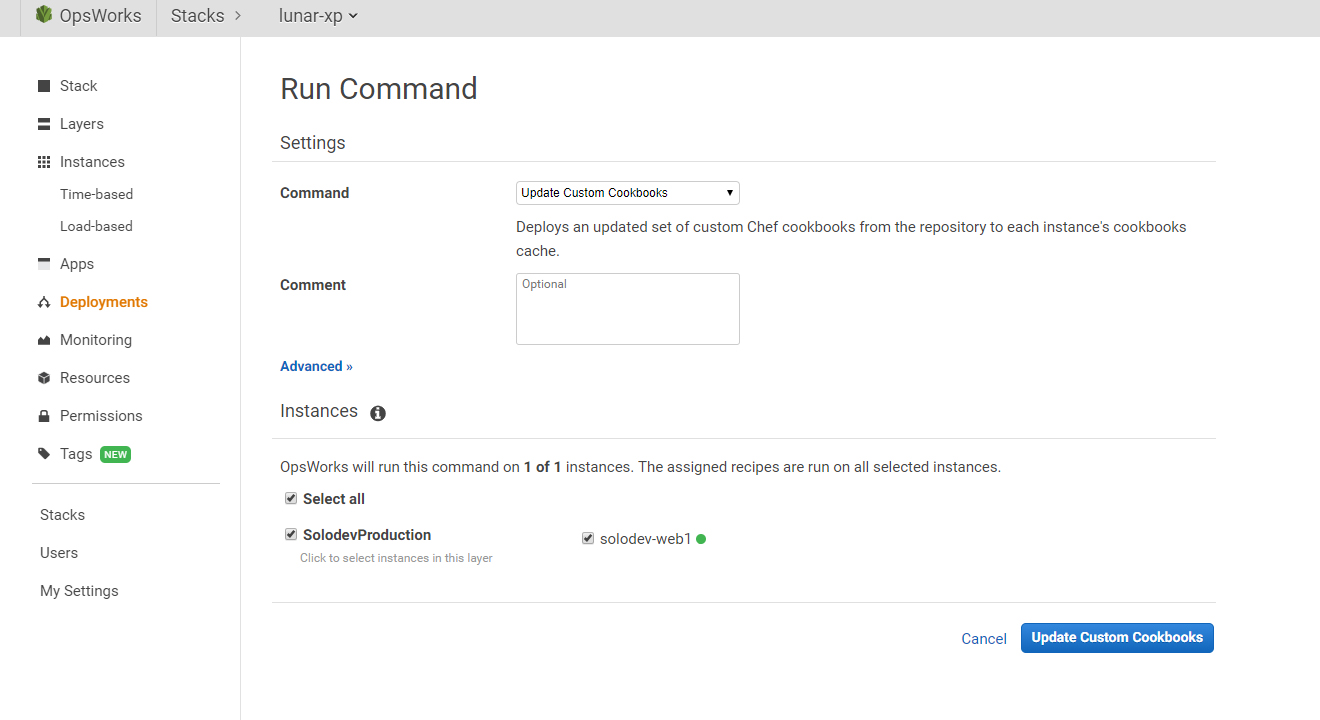 OpsWorks Stacks lunar-xp
Stack
Layers
Instances
Time-based
Load-based
Apps
Deployments
Monitoring
Resources
Permissions
Tags NEW
Stacks
Users
My Settings
Run Command
Settings
Command Update Custom Cookbooks
Deploys an updated set of custom Chef cookbooks from the repository to each instance's cookbooks
cache.
Comment Optional
Advanced »
Instances
OpsWorks will run this command on 1 of 1 instances. The assigned recipes are run on all selected instances.
Select all
SolodevProduction solodev-web1
Click to select instances in this layer
Cancel Update Custom Cookbooks